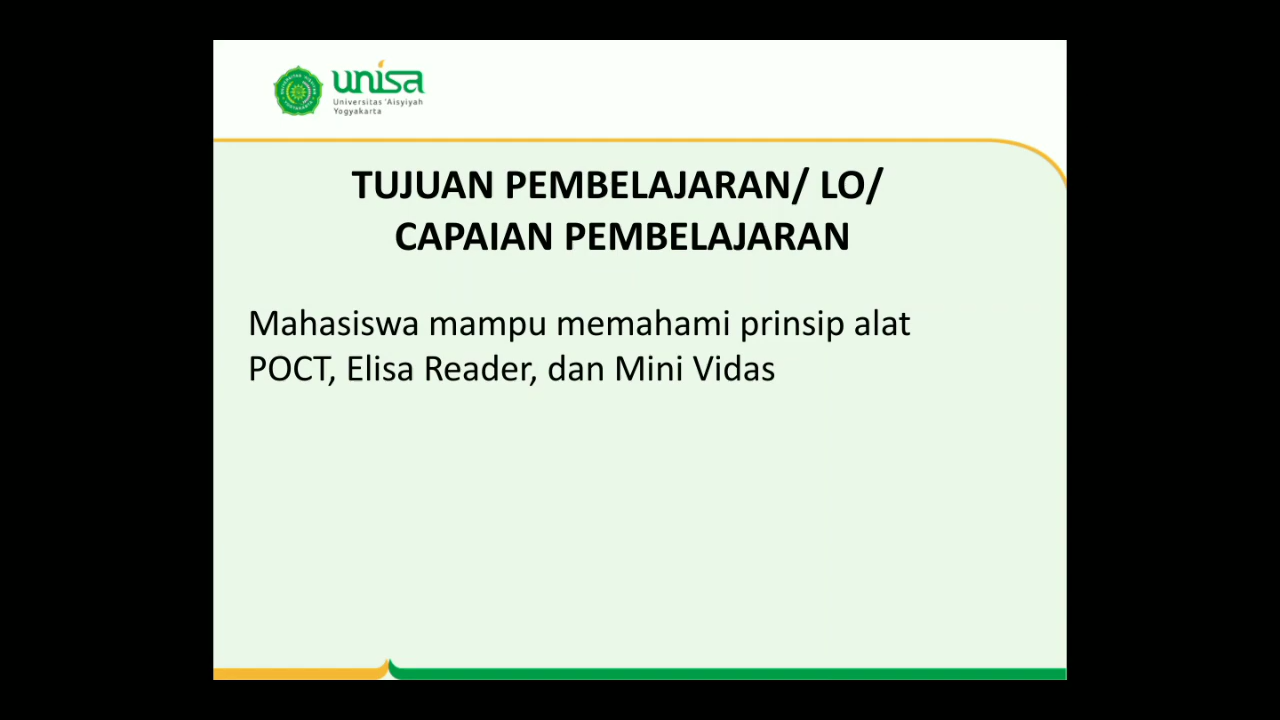 unisa
Universitas 'Aisyiyah
Yogyakarta
TUJUAN PEMBELAJARAN/ LO/
CAPAIAN PEMBELAJARAN
Mahasiswa mampu memahami prinsip alat
POCT, Elisa Reader, dan Mini Vidas